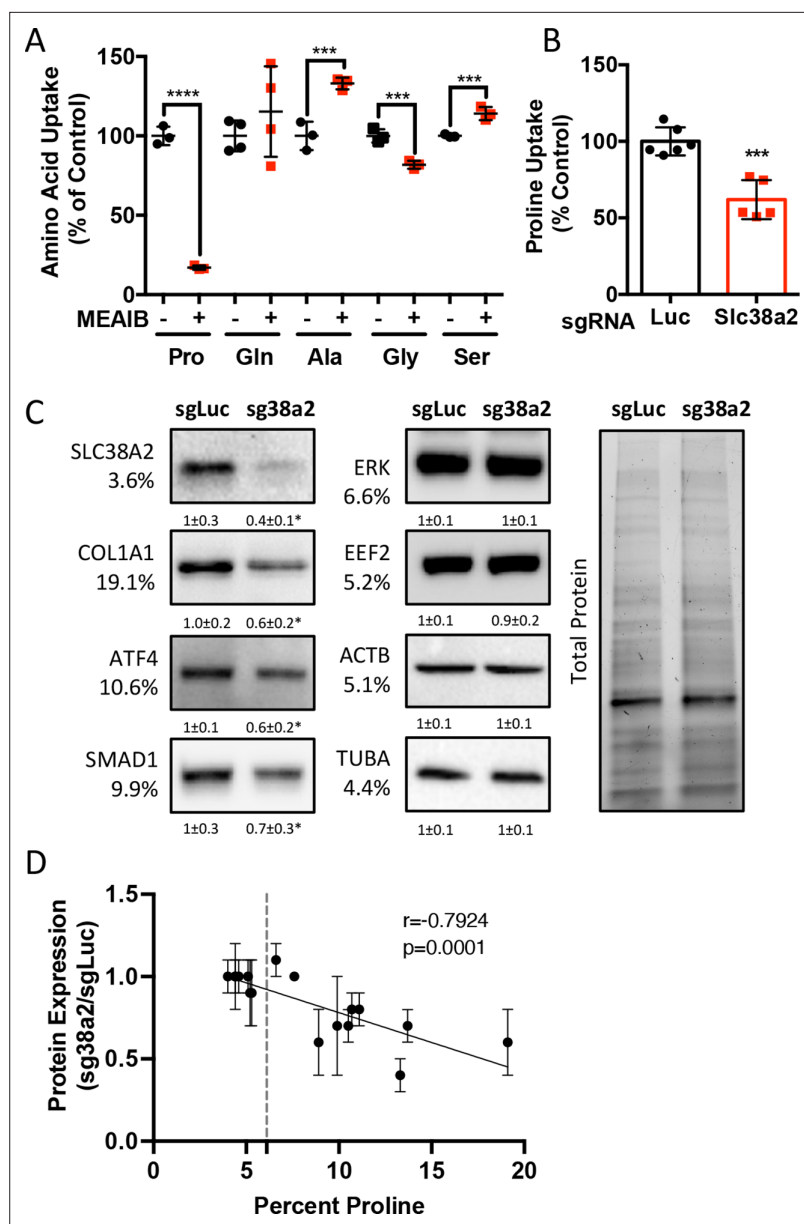 A
Amino Acid Uptake
(% of Control)
150
100
50
0
****
***
***
***
MEAIB - + - + - + - + - +
Pro Gln Ala Gly Ser
B
Proline Uptake
(% Control)
150
100
50
0
***
sgRNA Luc Slc38a2
C
sgLuc sg38a2
SLC38A2
3.6%
1±0.3 0.4±0.1*
COL1A1
19.1%
1.0±0.2 0.6±0.2*
ATF4
10.6%
1±0.1 0.6±0.2*
SMAD1
9.9%
1±0.3 0.7±0.3*
sgLuc sg38a2
ERK
6.6%
1±0.1 1±0.1
EEF2
5.2%
1±0.1 0.9±0.2
ACTB
5.1%
1±0.1 1±0.1
TUBA
4.4%
1±0.1 1±0.1
sgLuc sg38a2
Total Protein
D
Protein Expression
(sg38a2/sgLuc)
1.5
1.0
0.5
0.0
r=-0.7924
p=0.0001
0 5 10 15 20
Percent Proline